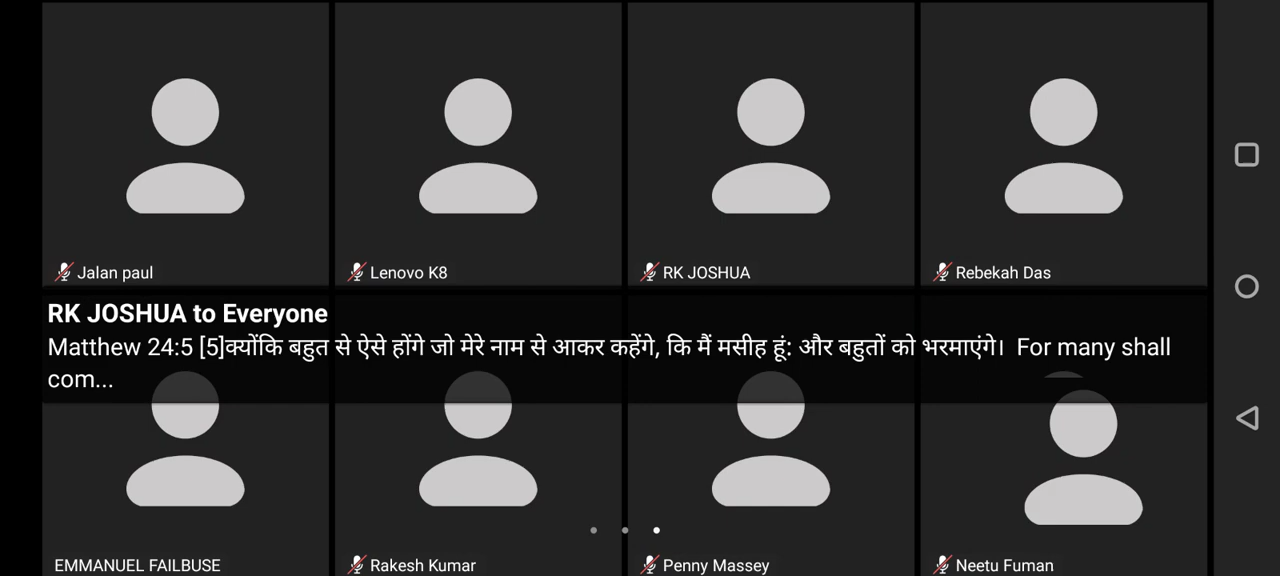 Jalan paul
Lenovo K8
RK JOSHUA
Rebekah Das
RK JOSHUA to Everyone
Matthew 24:5 [5]क्योंकि बहुत से ऐसे होंगे जो मेरे नाम से आकर कहेंगे, कि मैं मसीह हूं: और बहुतों को भरमाएंगे। For many shall
com...
EMMANUEL FAILBUSE
Rakesh Kumar
Penny Massey
Neetu Fuman